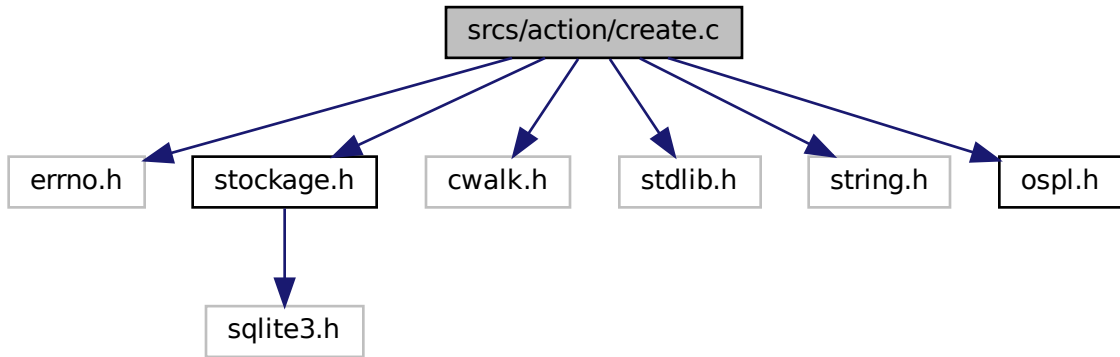 srcs/action/create.c
errno.h
stockage.h
cwalk.h
stdlib.h
string.h
ospl.h
sqlite3.h